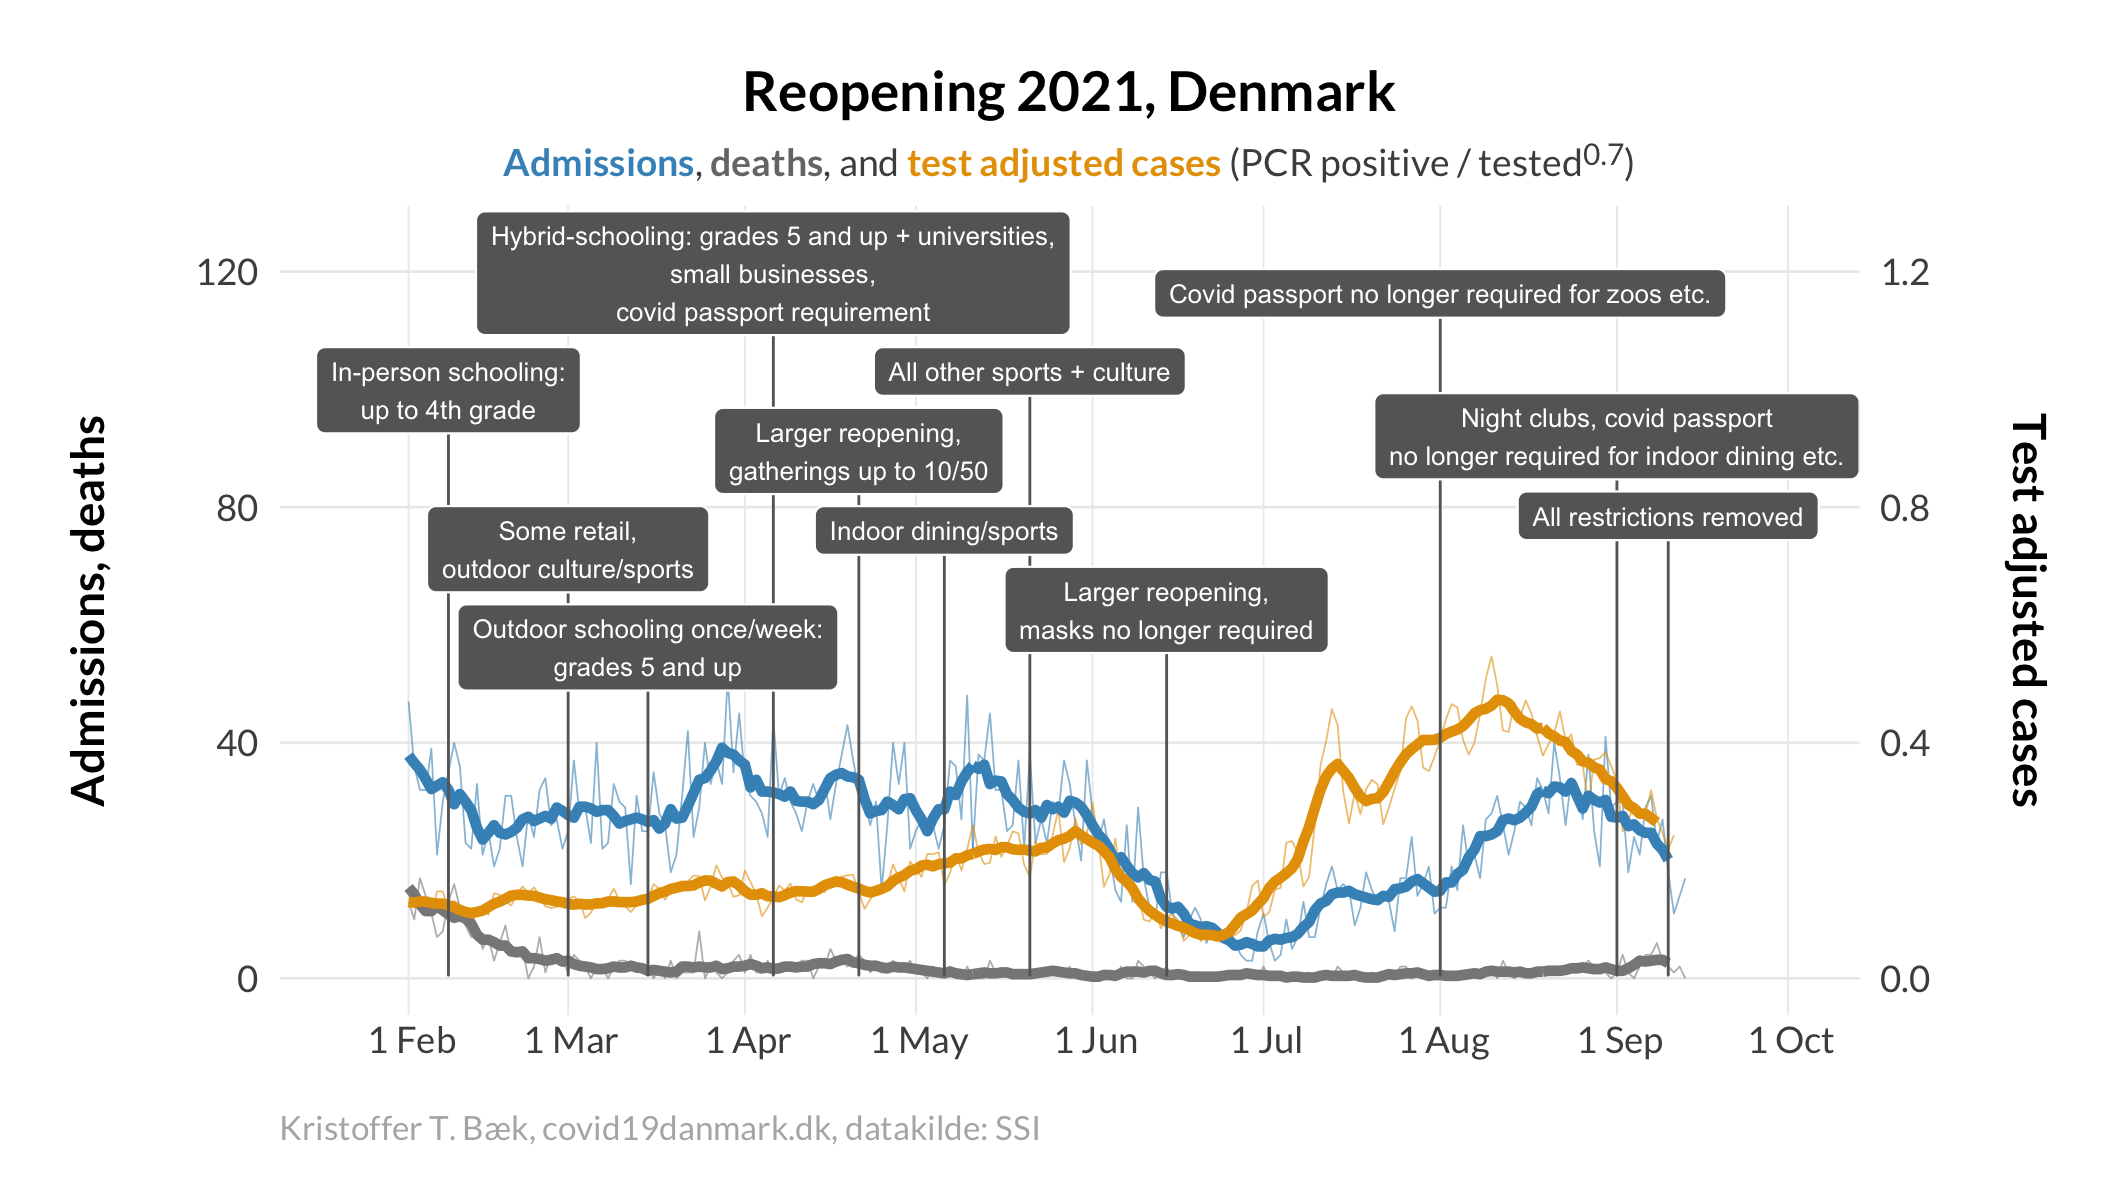 Reopening 2021, Denmark
Admissions, deaths, and test adjusted cases (PCR positive / tested^0.7)
Hybrid-schooling: grades 5 and up + universities,
small businesses,
covid passport requirement
Covid passport no longer required for zoos etc.
In-person schooling:
up to 4th grade
All other sports + culture
Larger reopening,
gatherings up to 10/50
Night clubs, covid passport
no longer required for indoor dining etc.
Some retail,
outdoor culture/sports
Indoor dining/sports
All restrictions removed
Outdoor schooling once/week:
grades 5 and up
Larger reopening,
masks no longer required
Admissions, deaths
120
80
40
0
Test adjusted cases
1.2
0.8
0.4
0.0
1 Feb 1 Mar 1 Apr 1 May 1 Jun 1 Jul 1 Aug 1 Sep 1 Oct
Kristoffer T. Bæk, covid19danmark.dk, datakilde: SSI